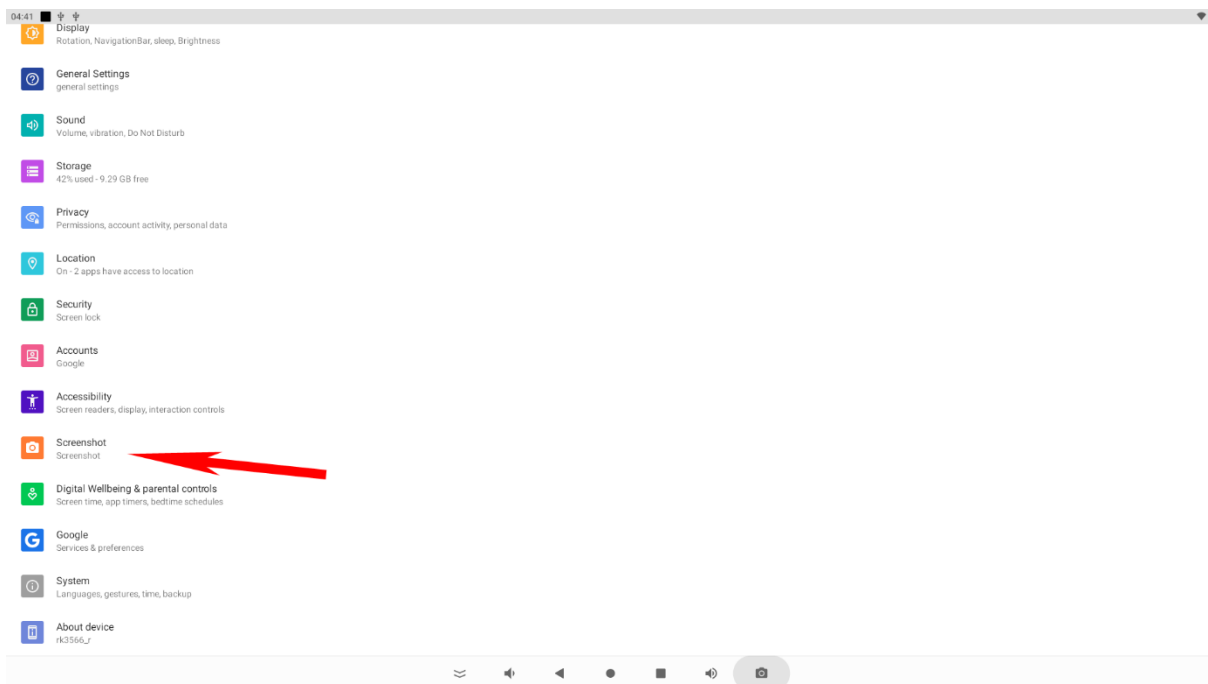 04:41
Display
Rotation, NavigationBar, sleep, Brightness
General Settings
general settings
Sound
Volume, vibration, Do Not Disturb
Storage
42% used - 9.29 GB free
Privacy
Permissions, account activity, personal data
Location
On - 2 apps have access to location
Security
Screen lock
Accounts
Google
Accessibility
Screen readers, display, interaction controls
Screenshot
Screenshot
Digital Wellbeing & parental controls
Screen time, app timers, bedtime schedules
Google
Services & preferences
System
Languages, gestures, time, backup
About device
rk3566_r